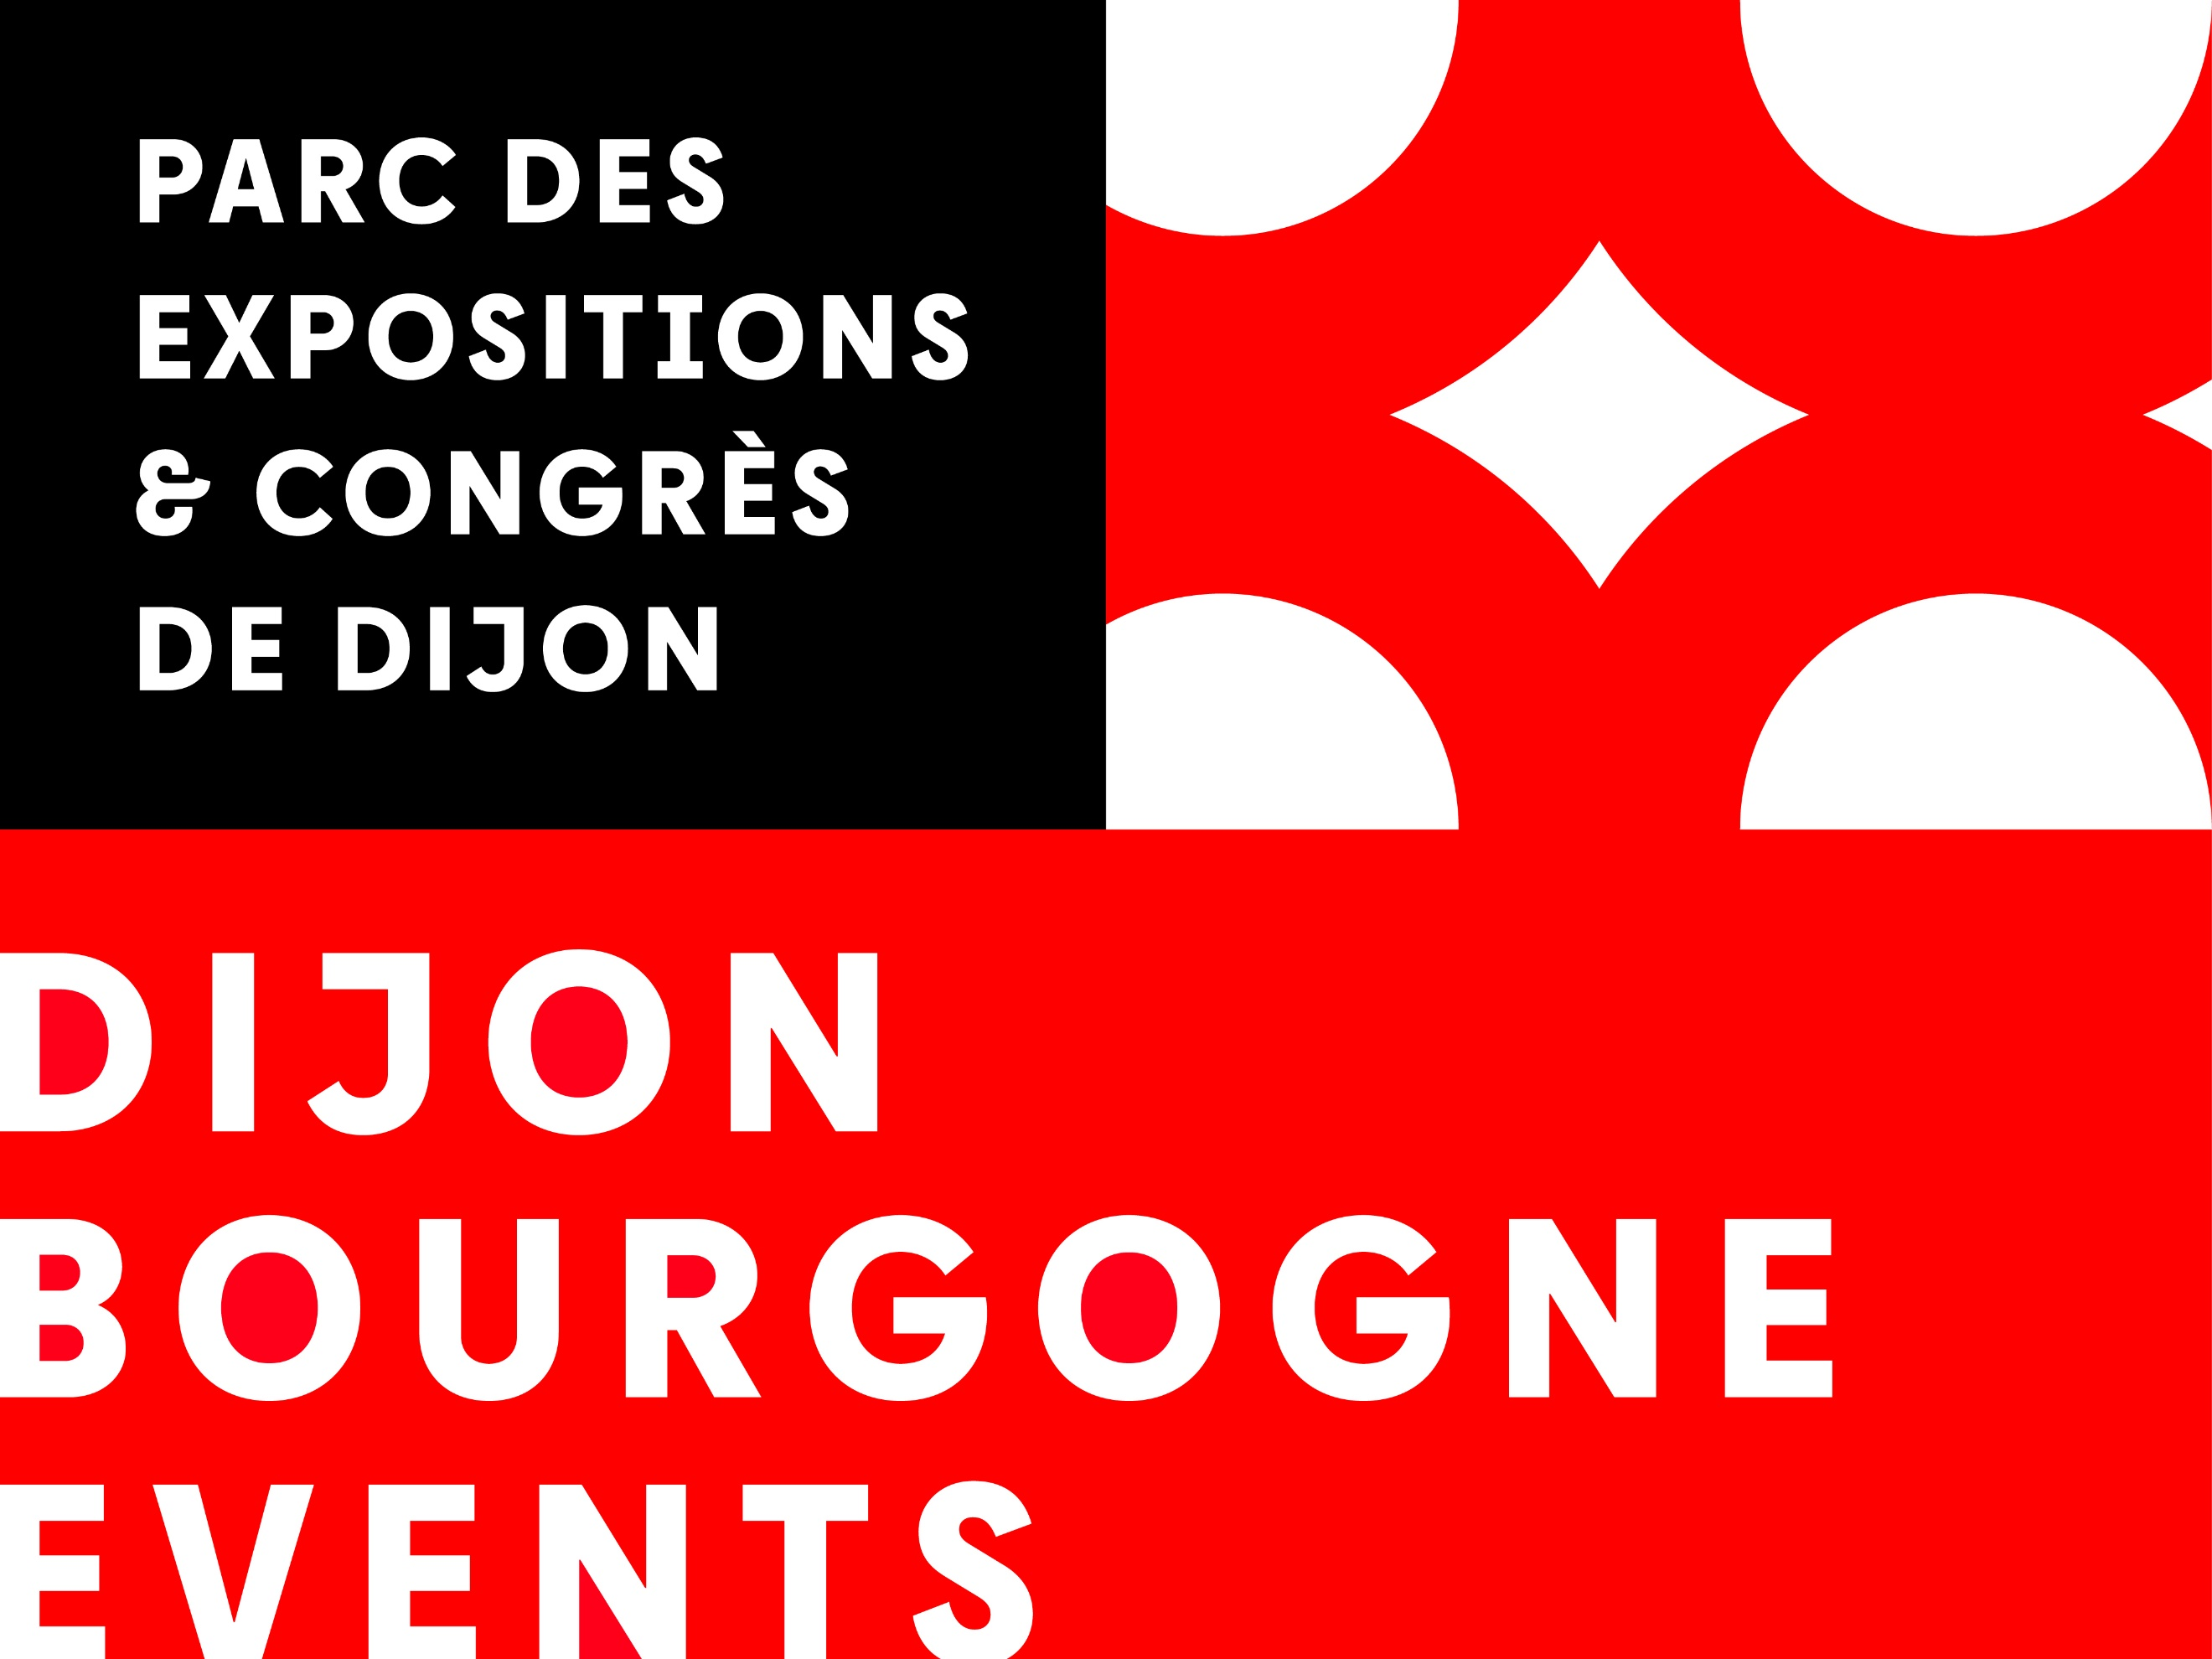 PARC DES
EXPOSITIONS
& CONGRÈS
DE DIJON
DIJON
BOURGOGNE
EVENTS